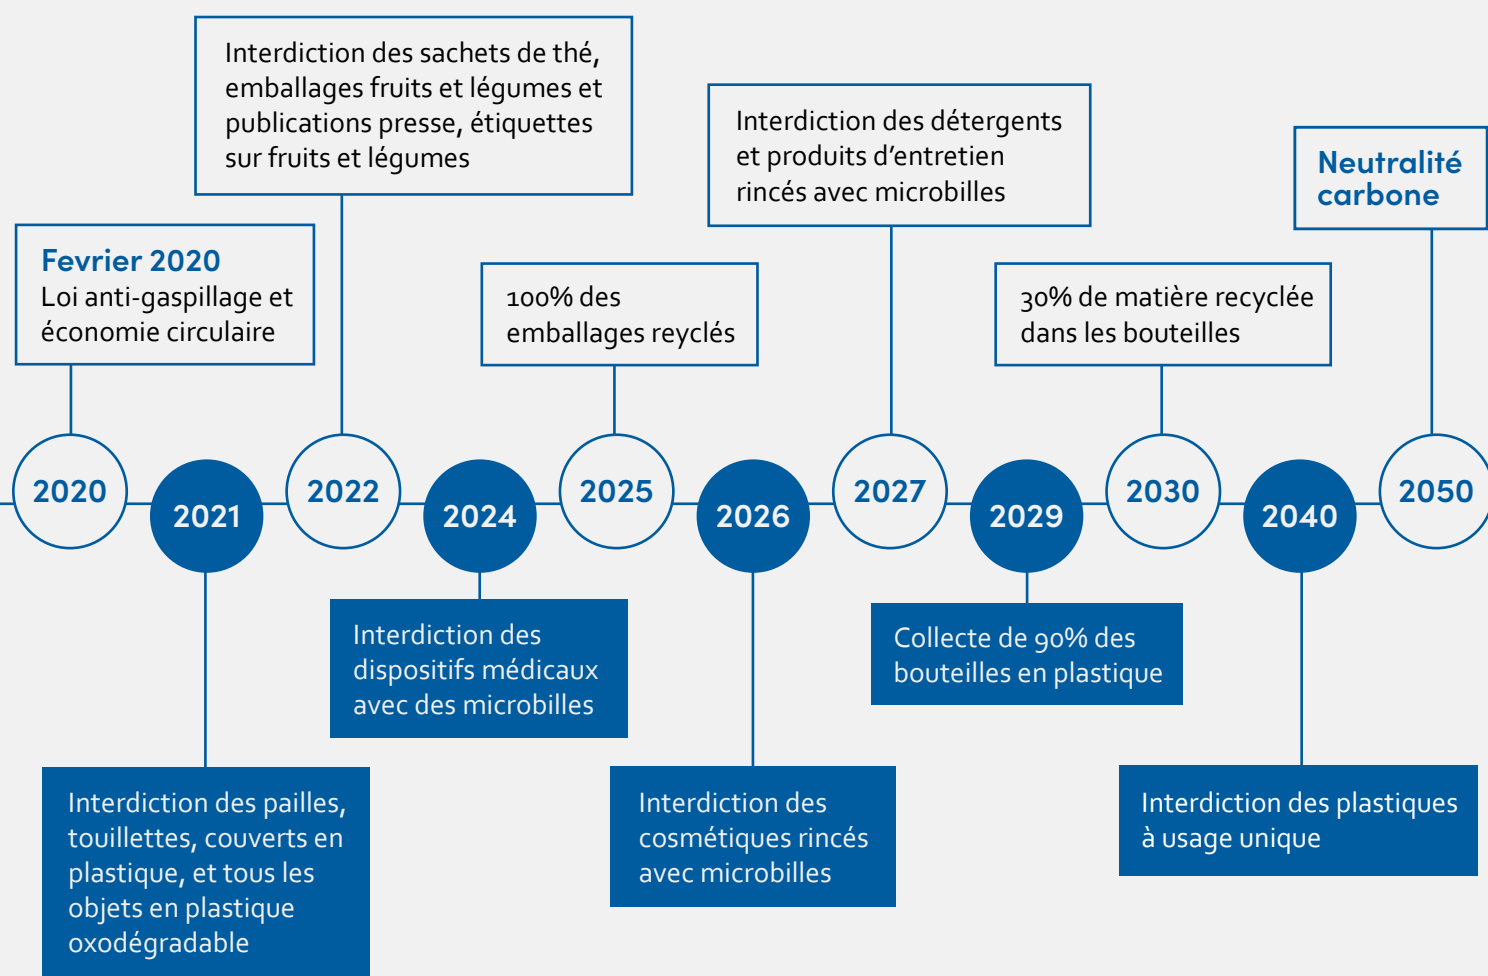 Interdiction des sachets de thé,
emballages fruits et légumes et
publications presse, étiquettes
sur fruits et légumes
Interdiction des détergents
et produits d'entretien
rincés avec microbilles
Neutralité
carbone
Fevrier 2020
Loi anti-gaspillage et
économie circulaire
100% des
emballages reyclés
30% de matière recyclée
dans les bouteilles
2020
2021
2022
2024
2025
2026
2027
2029
2030
2040
2050
Interdiction des
dispositifs médicaux
avec des microbilles
Collecte de 90% des
bouteilles en plastique
Interdiction des pailles,
touillettes, couverts en
plastique, et tous les
objets en plastique
oxodégradable
Interdiction des
cosmétiques rincés
avec microbilles
Interdiction des plastiques
à usage unique